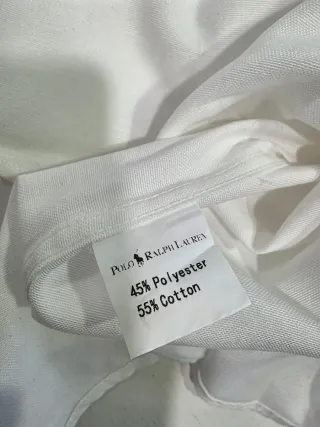 POLO RALPH LAUREN
45% Polyester
55% Cotton